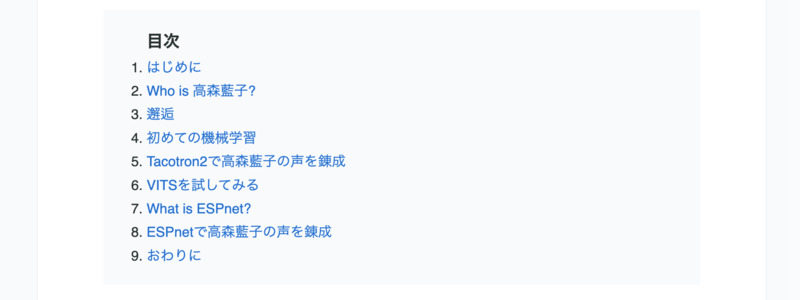 目次
1. はじめに
2. Who is 高森藍子?
3. 邂逅
4. 初めての機械学習
5. Tacotron2で高森藍子の声を錬成
6. VITSを試してみる
7. What is ESPnet?
8. ESPnetで高森藍子の声を錬成
9. おわりに